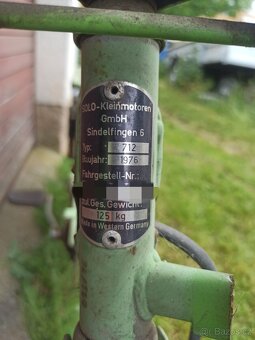 SOLO-Kleinmotoren
GmbH
Sindelfingen 6
Typ: 712
Baujahr: 1976
Fahrgestell-Nr.:
zul.Ges.Gewicht:
125 kg
Made in Western Germany